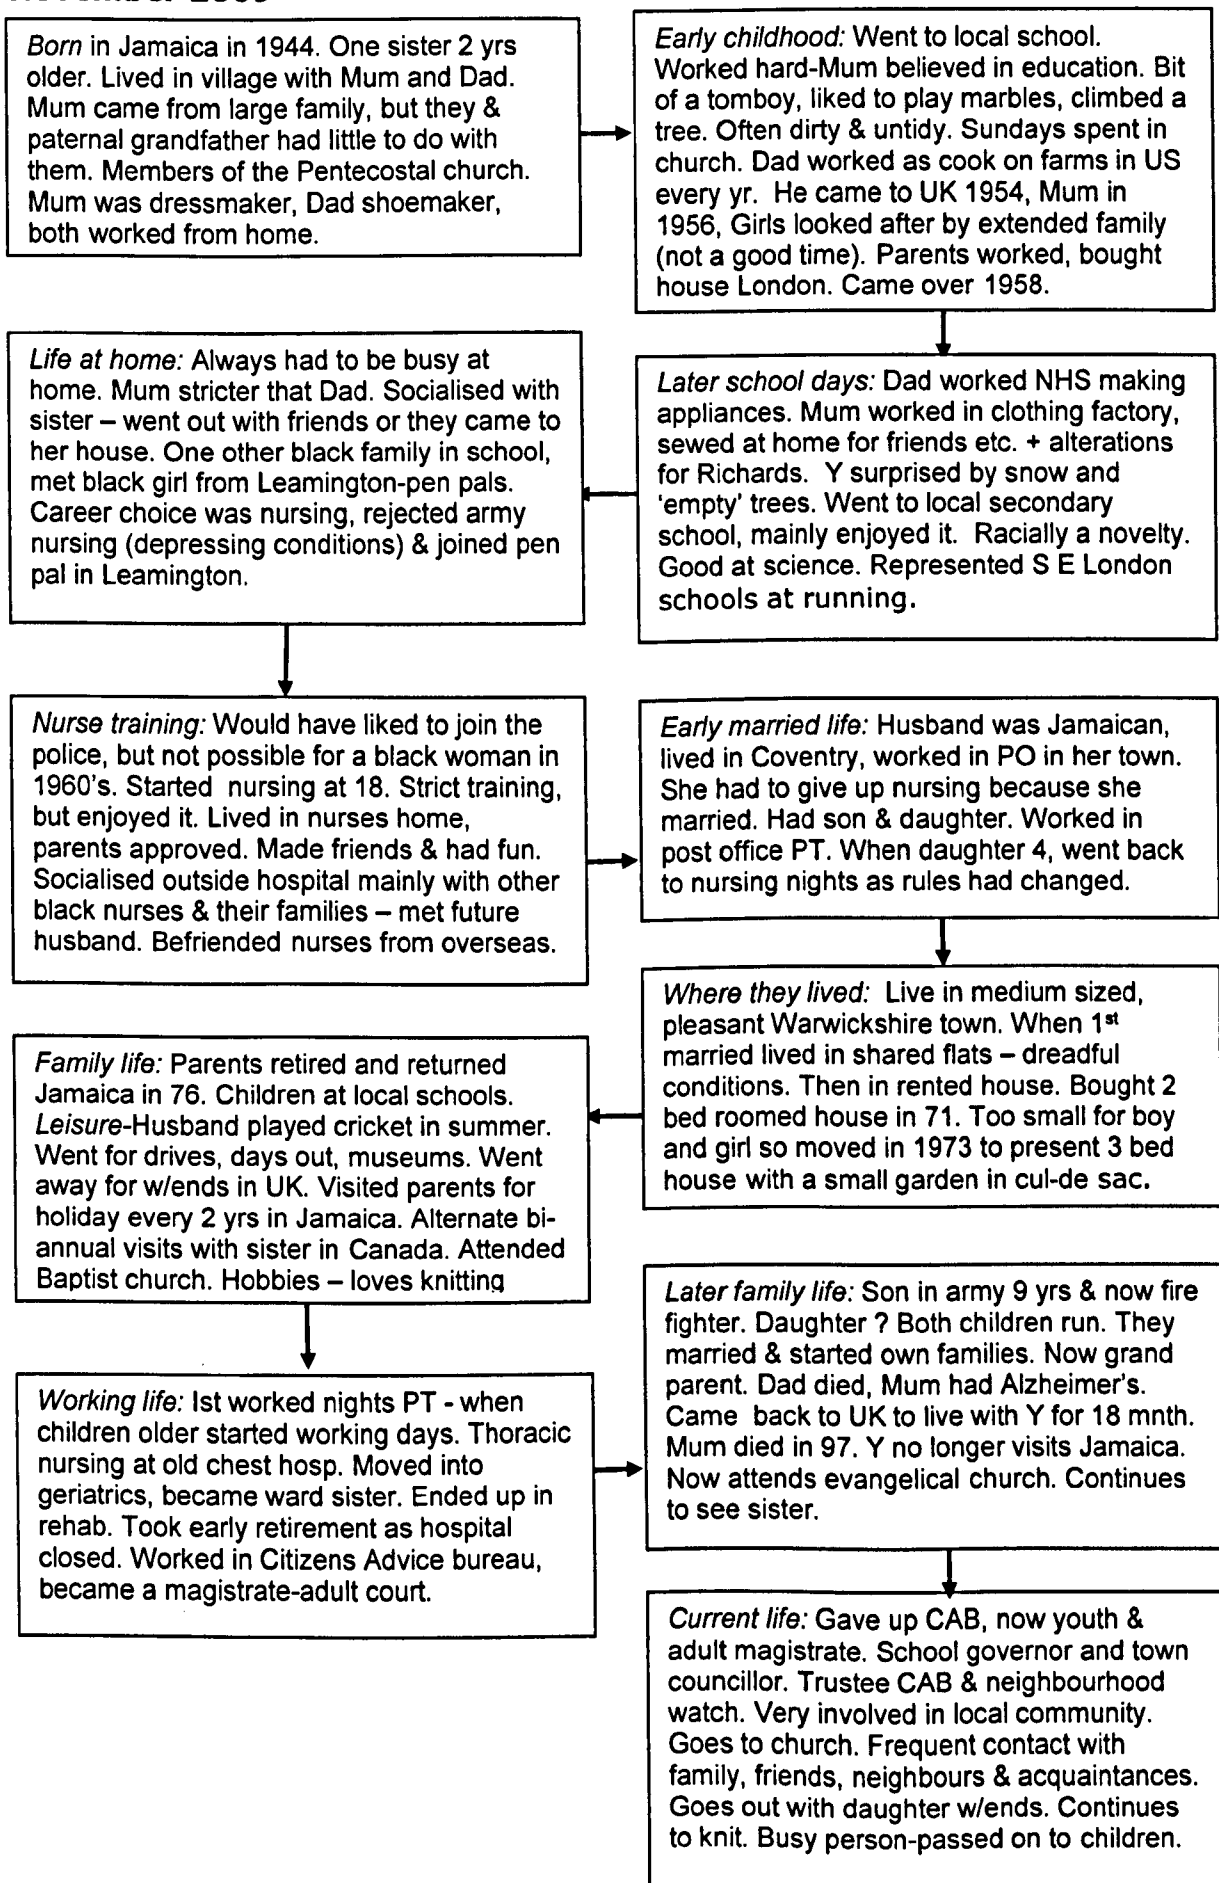 Born in Jamaica in 1944. One sister 2 yrs
older. Lived in village with Mum and Dad.
Mum came from large family, but they &
paternal grandfather had little to do with
them. Members of the Pentecostal church.
Mum was dressmaker, Dad shoemaker,
both worked from home.
Early childhood: Went to local school.
Worked hard-Mum believed in education. Bit
of a tomboy, liked to play marbles, climbed a
tree. Often dirty & untidy. Sundays spent in
church. Dad worked as cook on farms in US
every yr. He came to UK 1954, Mum in
1956, Girls looked after by extended family
(not a good time). Parents worked, bought
house London. Came over 1958.
Later school days: Dad worked NHS making
appliances. Mum worked in clothing factory,
sewed at home for friends etc. + alterations
for Richards. Y surprised by snow and
'empty' trees. Went to local secondary
school, mainly enjoyed it. Racially a novelty.
Good at science. Represented S E London
schools at running.
Life at home: Always had to be busy at
home. Mum stricter that Dad. Socialised with
sister – went out with friends or they came to
her house. One other black family in school,
met black girl from Leamington-pen pals.
Career choice was nursing, rejected army
nursing (depressing conditions) & joined pen
pal in Leamington.
Nurse training: Would have liked to join the
police, but not possible for a black woman in
1960's. Started nursing at 18. Strict training,
but enjoyed it. Lived in nurses home,
parents approved. Made friends & had fun.
Socialised outside hospital mainly with other
black nurses & their families – met future
husband. Befriended nurses from overseas.
Early married life: Husband was Jamaican,
lived in Coventry, worked in PO in her town.
She had to give up nursing because she
married. Had son & daughter. Worked in
post office PT. When daughter 4, went back
to nursing nights as rules had changed.
Where they lived: Live in medium sized,
pleasant Warwickshire town. When 1st
married lived in shared flats – dreadful
conditions. Then in rented house. Bought 2
bed roomed house in 71. Too small for boy
and girl so moved in 1973 to present 3 bed
house with a small garden in cul-de sac.
Family life: Parents retired and returned
Jamaica in 76. Children at local schools.
Leisure-Husband played cricket in summer.
Went for drives, days out, museums. Went
away for w/ends in UK. Visited parents for
holiday every 2 yrs in Jamaica. Alternate bi-
annual visits with sister in Canada. Attended
Baptist church. Hobbies – loves knitting
Working life: Ist worked nights PT - when
children older started working days. Thoracic
nursing at old chest hosp. Moved into
geriatrics, became ward sister. Ended up in
rehab. Took early retirement as hospital
closed. Worked in Citizens Advice bureau,
became a magistrate-adult court.
Later family life: Son in army 9 yrs & now fire
fighter. Daughter ? Both children run. They
married & started own families. Now grand
parent. Dad died, Mum had Alzheimer's.
Came back to UK to live with Y for 18 mnth.
Mum died in 97. Y no longer visits Jamaica.
Now attends evangelical church. Continues
to see sister.
Current life: Gave up CAB, now youth &
adult magistrate. School governor and town
councillor. Trustee CAB & neighbourhood
watch. Very involved in local community.
Goes to church. Frequent contact with
family, friends, neighbours & acquaintances.
Goes out with daughter w/ends. Continues
to knit. Busy person-passed on to children.